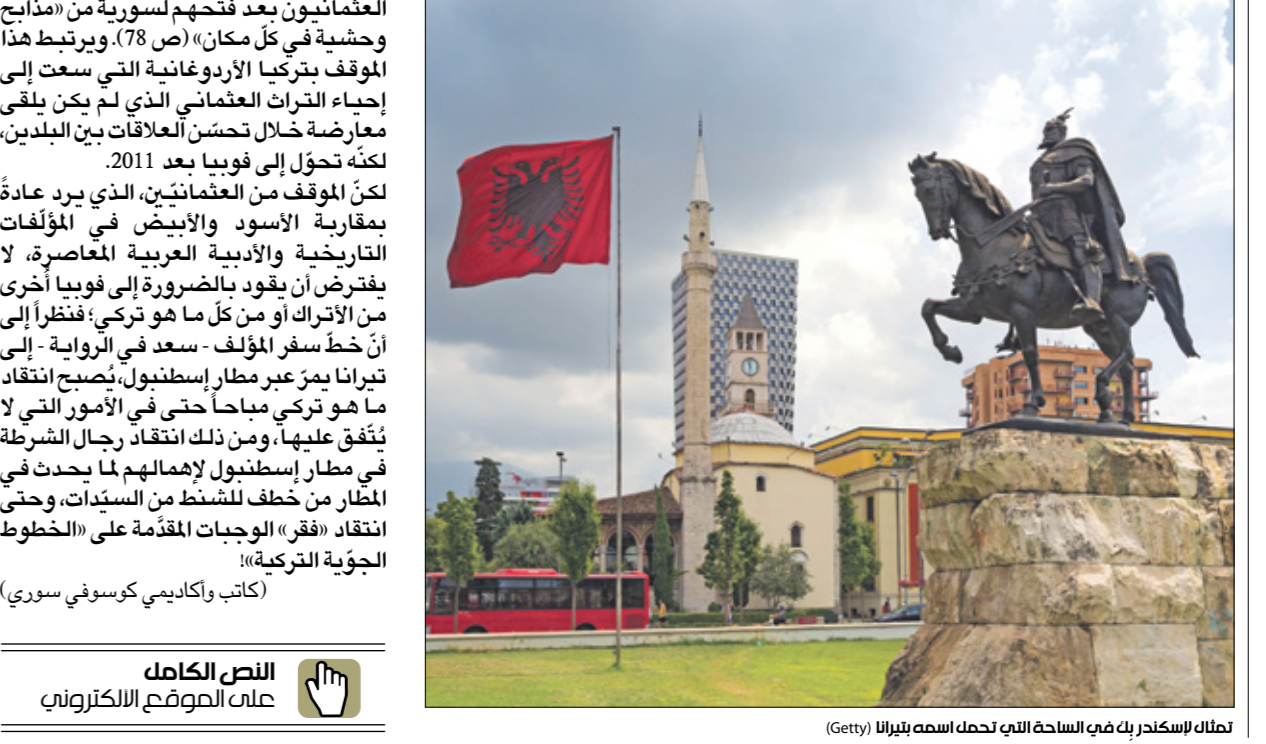 العثمانيون بعد فتحهم لسورية من «مذابح
وحشية في كلّ مكان» (ص 78). ويرتبط هذا
الموقف بتركيا الأردوغانية التي سعت إلى
إحياء التراث العثماني الذي لم يكن يلقى
معارضة خلال تحسّن العلاقات بين البلدين،
لكنّه تحوّل إلى فوبيا بعد 2011.
لكنّ الموقف من العثمانيّين، الذي يرد عادةً
بمقاربة الأسود والأبيض في المؤلّفات
التاريخية والأدبية العربية المعاصرة، لا
يفترض أن يقود بالضرورة إلى فوبيا أُخرى
من الأتراك أو من كلّ ما هو تركي؛ فنظراً إلى
أنّ خطّ سفر المؤلف - سعد في الرواية - إلى
تيرانا يمرّ عبر مطار إسطنبول، يُصبح انتقاد
ما هو تركي مباحاً حتى في الأمور التي لا
يُتّفق عليها، ومن ذلك انتقاد رجال الشرطة
في مطار إسطنبول لإهمالهم لما يحدث في
المطار من خطف للشنط من السيّدات، وحتى
انتقاد «فقر» الوجبات المقدَّمة على «الخطوط
الجوّية التركية»!
(كاتب وأكاديمي كوسوفي سوري)
النص الكامل
على الموقع الالكتروني
تمثال لإسكندر بِك في الساحة التي تحمل اسمه بتيرانا (Getty)